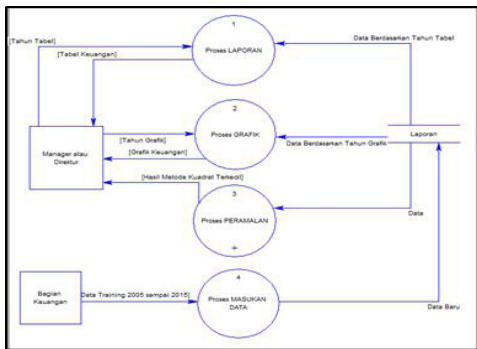 1
[Tahun Tabel]
Data Berdasarkan Tahun Tabel
[Tabel Keuangan]
Proses LAPORAN
2
[Tahun Grafik]
Proses GRAFIK
Laporan
Manager atau
Direktur
Data Berdasarkan Tahun Grafik
[Grafik Keuangan]
[Hasil Metode Kuadrat Terkecil]
3
Data
Proses PERAMALAN
+
4
Bagian
Keuangan
Data Training 2005 sampai 2015]
Proses MASUKAN
DATA
Data Baru